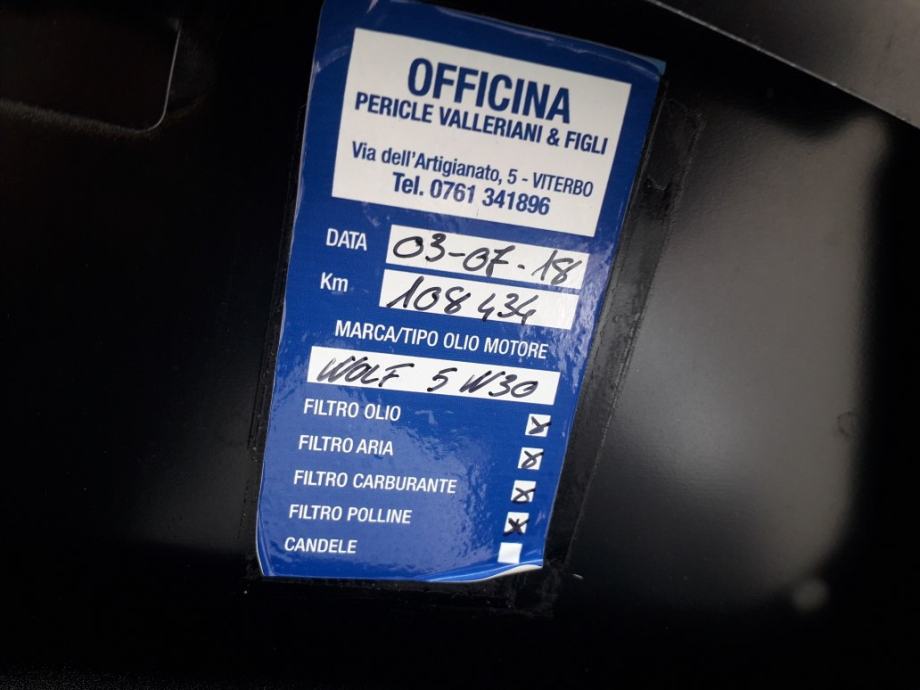 OFFICINA
PERICLE VALLERIANI & FIGLI
Via dell'Artigianato, 5 - VITERBO
Tel. 0761 341896
DATA 03-07-18
Km 108434
MARCA/TIPO OLIO MOTORE
WOLF 5W30
FILTRO OLIO
FILTRO ARIA
FILTRO CARBURANTE
FILTRO POLLINE
CANDELE